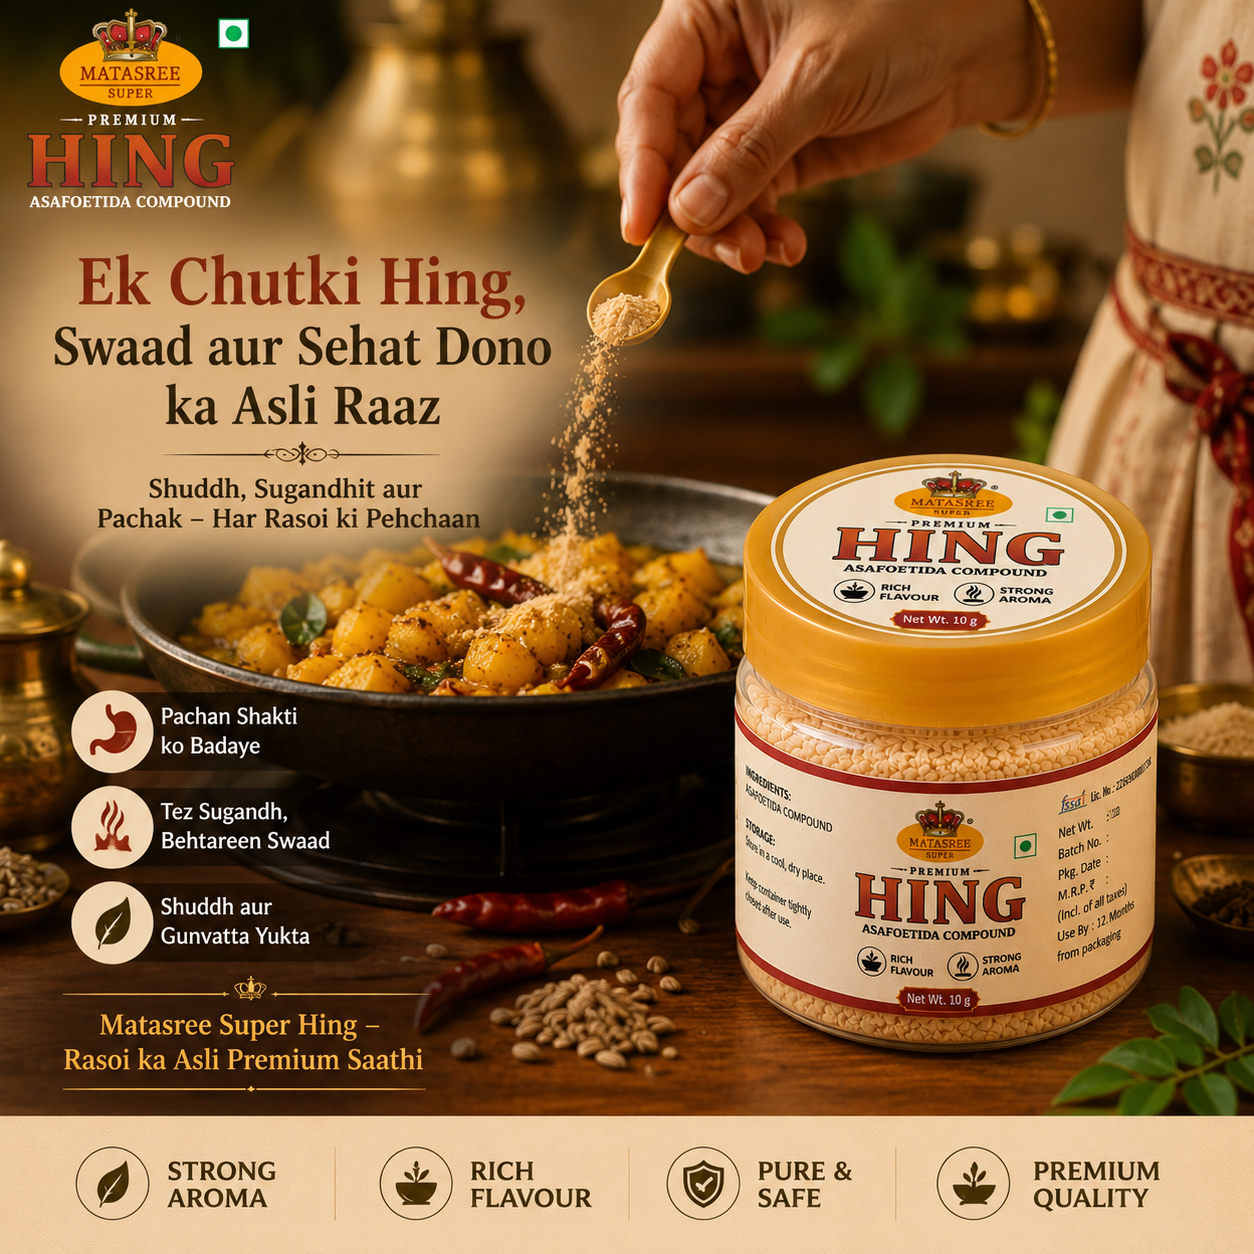 MATASREE
SUPER
PREMIUM
HING
ASAFOETIDA COMPOUND
Ek Chutki Hing,
Swaad aur Sehat Dono
ka Asli Raaz
Shuddh, Sugandhit aur
Pachak – Har Rasoi ki Pehchaan
Pachan Shakti
ko Badaye
Tez Sugandh,
Behtareen Swaad
Shuddh aur
Gunvatta Yukta
Matasree Super Hing –
Rasoi ka Asli Premium Saathi
MATASREE ®
SUPER
PREMIUM
HING
ASAFOETIDA COMPOUND
RICH
FLAVOUR
STRONG
AROMA
Net Wt. 10 g
INGREDIENTS:
ASAFOETIDA COMPOUND
STORAGE:
Store in a cool, dry place.
Keep container tightly
closed after use.
MATASREE ®
SUPER
PREMIUM
HING
ASAFOETIDA COMPOUND
RICH
FLAVOUR
STRONG
AROMA
Net Wt. 10 g
fssai Lic. No.:
Net Wt. :
Batch No. :
Pkg. Date :
M.R.P.₹ :
(Incl. of all taxes)
Use By : 12 Months
from packaging
STRONG
AROMA
RICH
FLAVOUR
PURE &
SAFE
PREMIUM
QUALITY